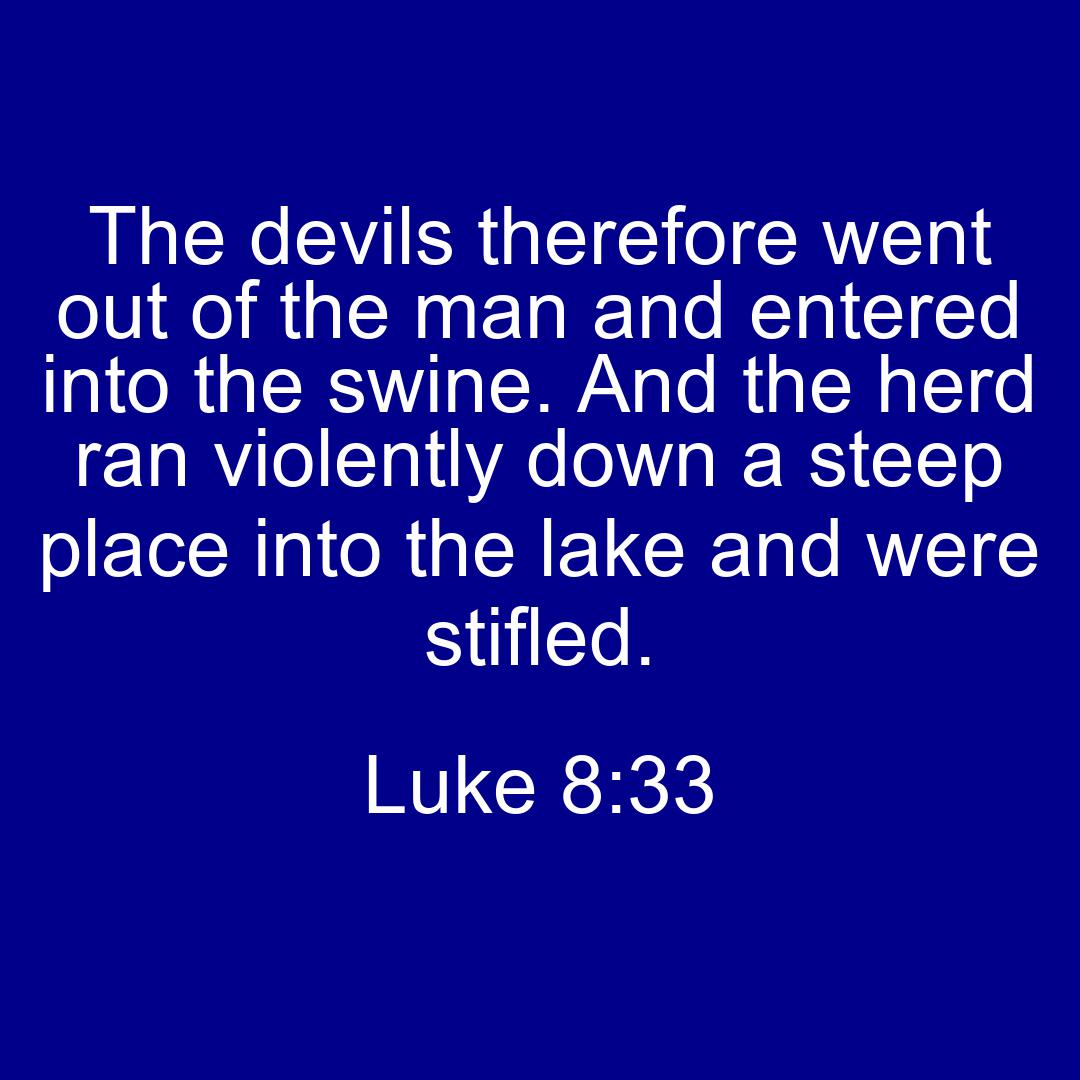 The devils therefore went
out of the man and entered
into the swine. And the herd
ran violently down a steep
place into the lake and were
stifled.
Luke 8:33